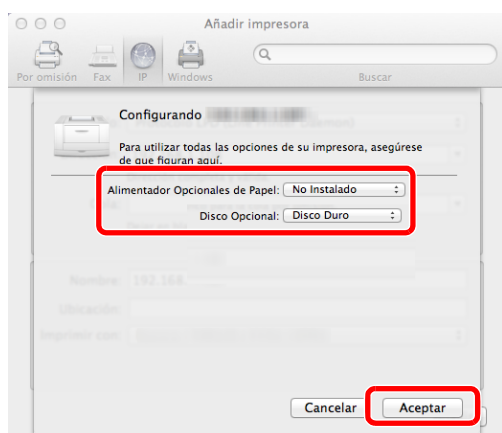 Añadir impresora
Por omisión Fax IP Windows Buscar
Configurando
Para utilizar todas las opciones de su impresora, asegúrese
de que figuran aquí.
Alimentador Opcionales de Papel: No Instalado
Disco Opcional: Disco Duro
Nombre: 192.168.
Ubicación:
Imprimir con:
Cancelar Aceptar